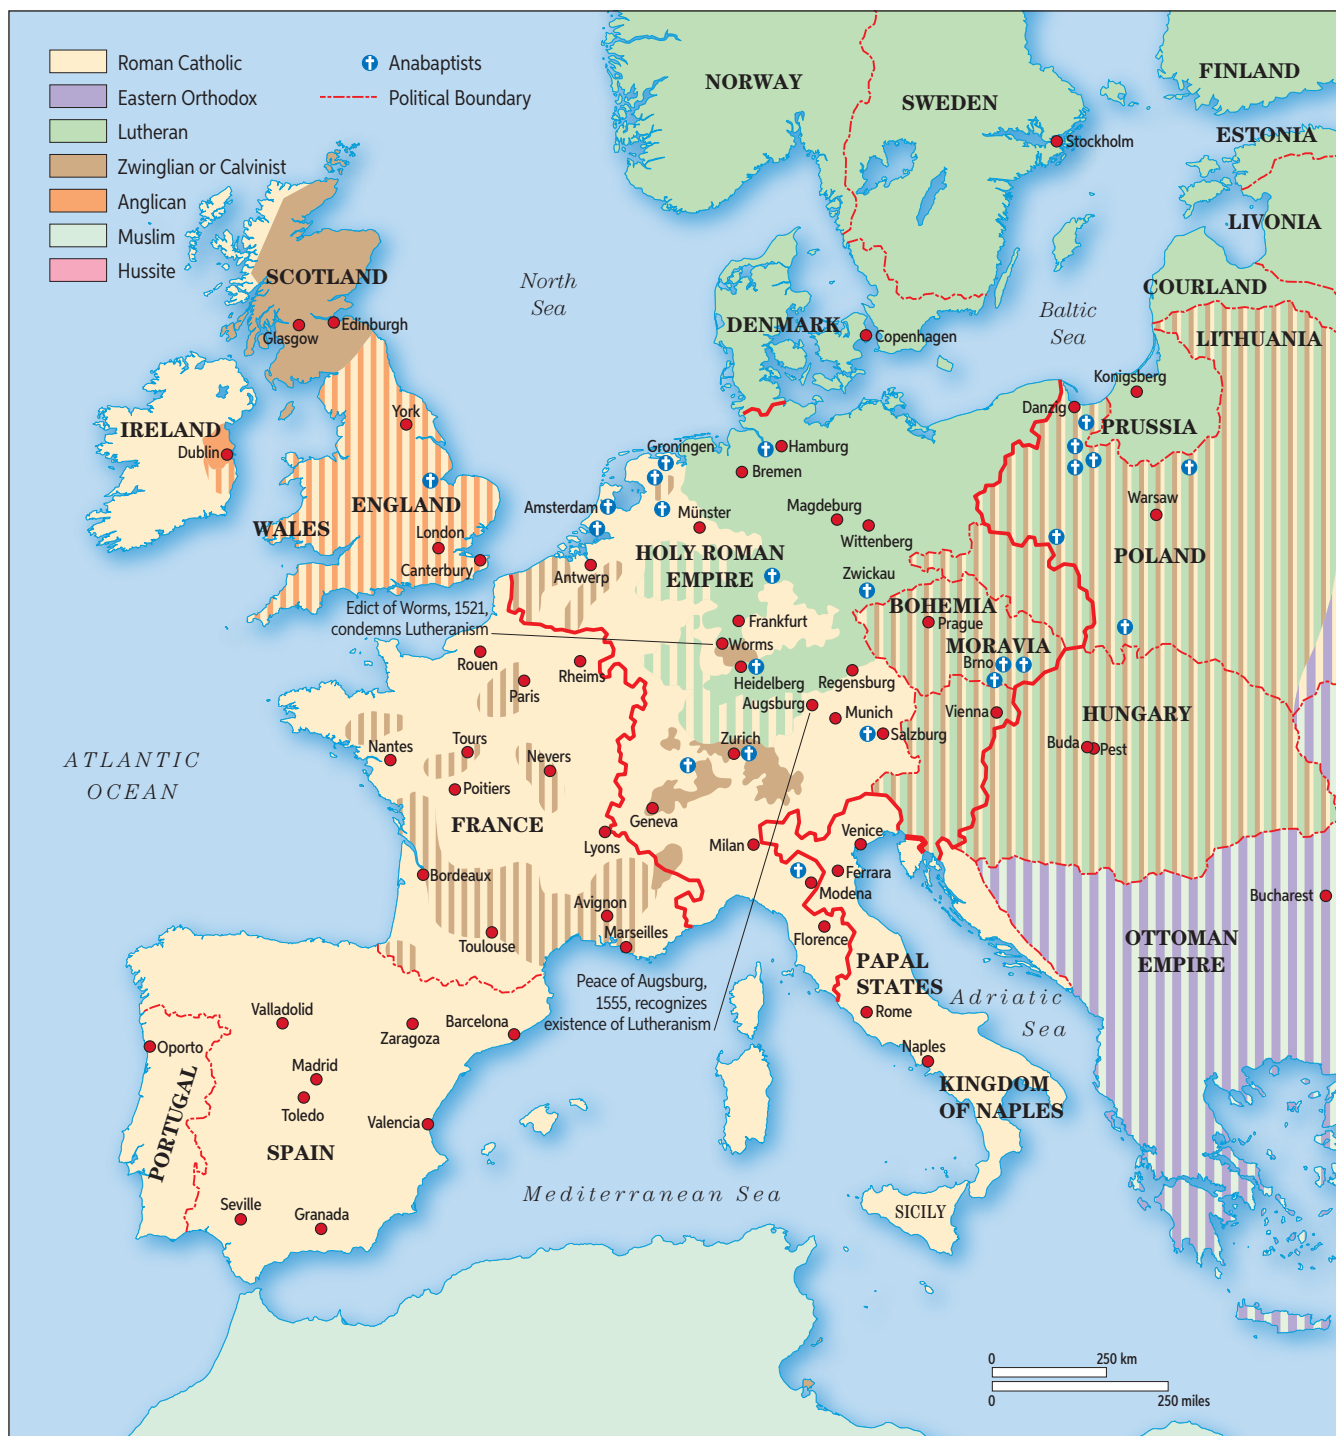 Roman Catholic
Eastern Orthodox
Lutheran
Zwinglian or Calvinist
Anglican
Muslim
Hussite
Anabaptists
Political Boundary
NORWAY
SWEDEN
FINLAND
Stockholm
ESTONIA
LIVONIA
COURLAND
LITHUANIA
North
Sea
Baltic
Sea
SCOTLAND
Glasgow
Edinburgh
DENMARK
Copenhagen
Konigsberg
Danzig
PRUSSIA
IRELAND
Dublin
York
ENGLAND
WALES
London
Canterbury
Groningen
Hamburg
Bremen
Amsterdam
Münster
Magdeburg
Wittenberg
Warsaw
POLAND
HOLY ROMAN
EMPIRE
Antwerp
Zwickau
Edict of Worms, 1521,
condemns Lutheranism
Frankfurt
Worms
Heidelberg
BOHEMIA
Prague
MORAVIA
Brno
Rouen
Rheims
Paris
Regensburg
Augsburg
Munich
Salzburg
Vienna
HUNGARY
Buda
Pest
ATLANTIC
OCEAN
Nantes
Tours
Nevers
Poitiers
Zurich
FRANCE
Geneva
Lyons
Milan
Venice
Ferrara
Modena
Bordeaux
Avignon
Toulouse
Marseilles
Florence
Bucharest
OTTOMAN
EMPIRE
PAPAL
STATES
Peace of Augsburg,
1555, recognizes
existence of Lutheranism
Adriatic
Sea
Rome
Valladolid
Zaragoza
Barcelona
Oporto
Madrid
Toledo
PORTUGAL
Valencia
SPAIN
Naples
KINGDOM
OF NAPLES
Mediterranean Sea
Seville
Granada
SICILY
0 250 km
0 250 miles